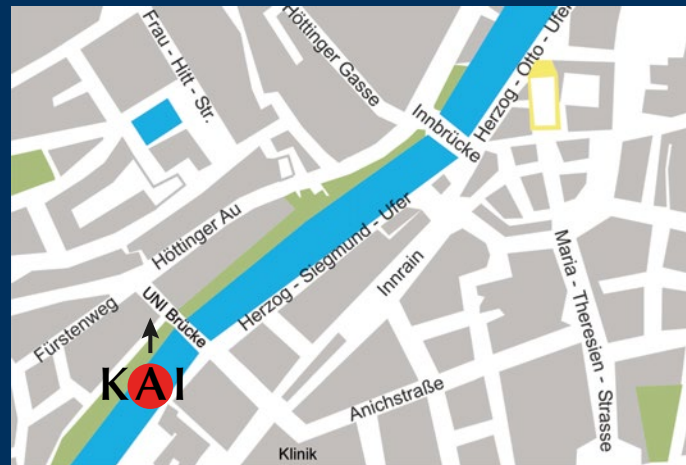 Frau - Hitt - Str.
Höttinger Gasse
Herzog - Otto - Ufer
Innbrücke
Höttinger Au
Herzog - Siegmund - Ufer
Innrain
Maria - Theresien - Strasse
Fürstenweg
UNI Brücke
KAI
Anichstraße
Klinik